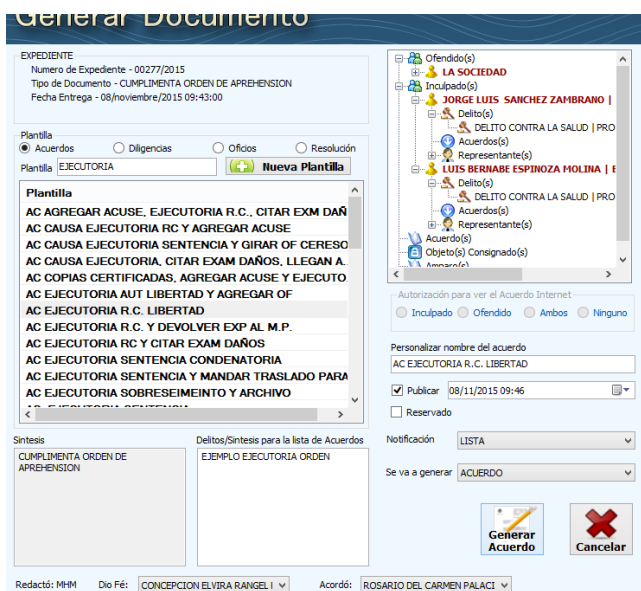 Generar Documento
EXPEDIENTE
Numero de Expediente - 00277/2015
Tipo de Documento - CUMPLIMENTA ORDEN DE APREHENSION
Fecha Entrega - 08/noviembre/2015 09:43:00
Plantilla
Acuerdos Diligencias Oficios Resolución
Plantilla EJECUTORIA Nueva Plantilla
Plantilla
AC AGREGAR ACUSE, EJECUTORIA R.C., CITAR EXM DAÑ
AC CAUSA EJECUTORIA RC Y AGREGAR ACUSE
AC CAUSA EJECUTORIA SENTENCIA Y GIRAR OF CERESO
AC CAUSA EJECUTORIA, CITAR EXAM DAÑOS, LLEGAN A..
AC COPIAS CERTIFICADAS, AGREGAR ACUSE Y EJECUTO.
AC EJECUTORIA AUT LIBERTAD Y AGREGAR OF
AC EJECUTORIA R.C. LIBERTAD
AC EJECUTORIA R.C. Y DEVOLVER EXP AL M.P.
AC EJECUTORIA RC Y CITAR EXAM DAÑOS
AC EJECUTORIA SENTENCIA CONDENATORIA
AC EJECUTORIA SENTENCIA Y MANDAR TRASLADO PARA
AC EJECUTORIA SOBRESEIMEINTO Y ARCHIVO
Sintesis
CUMPLIMENTA ORDEN DE
APREHENSION
Delitos/Sintesis para la lista de Acuerdos
EJEMPLO EJECUTORIA ORDEN
Ofendido(s)
LA SOCIEDAD
Inculpado(s)
JORGE LUIS SANCHEZ ZAMBRANO |
Delito(s)
DELITO CONTRA LA SALUD | PRO
Acuerdos(s)
Representante(s)
LUIS BERNABE ESPINOZA MOLINA | E
Delito(s)
DELITO CONTRA LA SALUD | PRO
Acuerdos(s)
Representante(s)
Acuerdo(s)
Objeto(s) Consignado(s)
Amparo(s)
Autorización para ver el Acuerdo Internet
Inculpado Ofendido Ambos Ninguno
Personalizar nombre del acuerdo
AC EJECUTORIA R.C. LIBERTAD
Publicar 08/11/2015 09:46
Reservado
Notificación LISTA
Se va a generar ACUERDO
Generar
Acuerdo
Cancelar
Redactó: MHM Dio Fé: CONCEPCION ELVIRA RANGEL I Acordó: ROSARIO DEL CARMEN PALACI